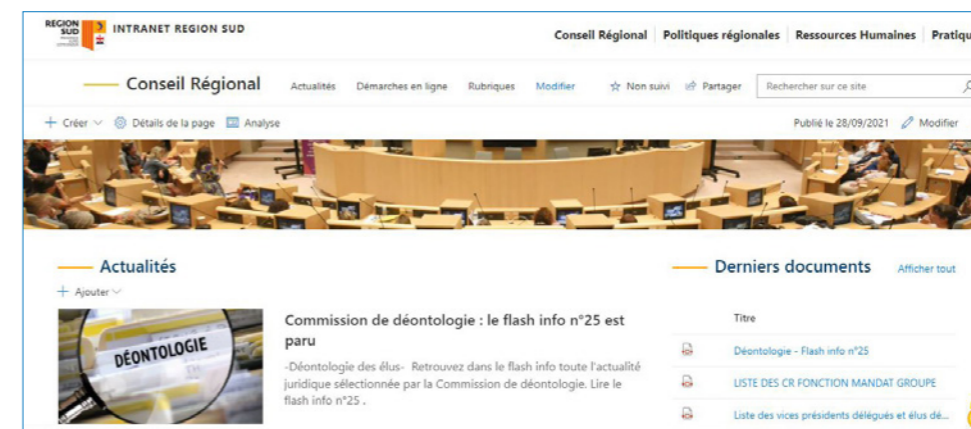 REGION
SUD
INTRANET REGION SUD
Conseil Régional
Politiques régionales
Ressources Humaines
Pratiqu
Conseil Régional
Actualités
Démarches en ligne
Rubriques
Modifier
Non suivi
Partager
Rechercher sur ce site
Créer
Détails de la page
Analyse
Publié le 28/09/2021
Modifier
Actualités
Ajouter
DÉONTOLOGIE
Commission de déontologie : le flash info n°25 est
paru
-Déontologie des élus- Retrouvez dans le flash info toute l'actualité
juridique sélectionnée par la Commission de déontologie. Lire le
flash info n°25 .
Derniers documents
Afficher tout
Titre
Déontologie - Flash info n°25
LISTE DES CR FONCTION MANDAT GROUPE
Liste des vices présidents délégués et élus dé...